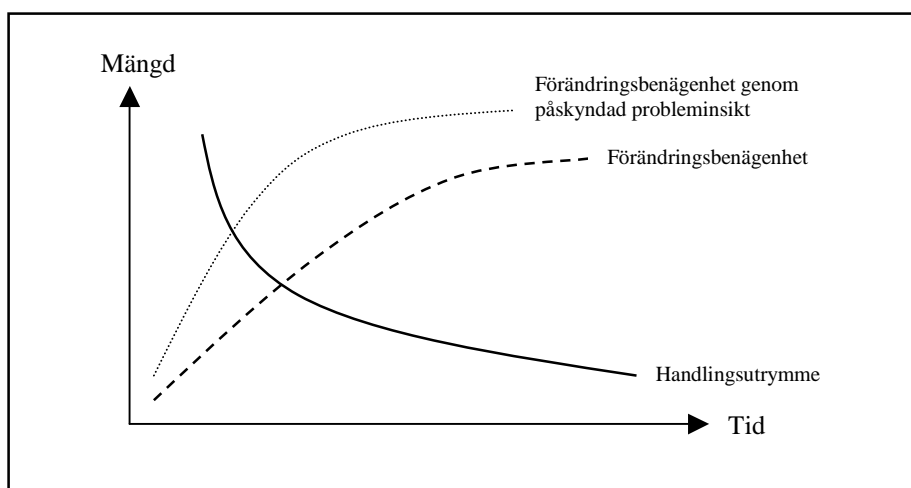 Mängd
Förändringsbenägenhet genom
påskyndad probleminsikt
Förändringsbenägenhet
Handlingsutrymme
Tid